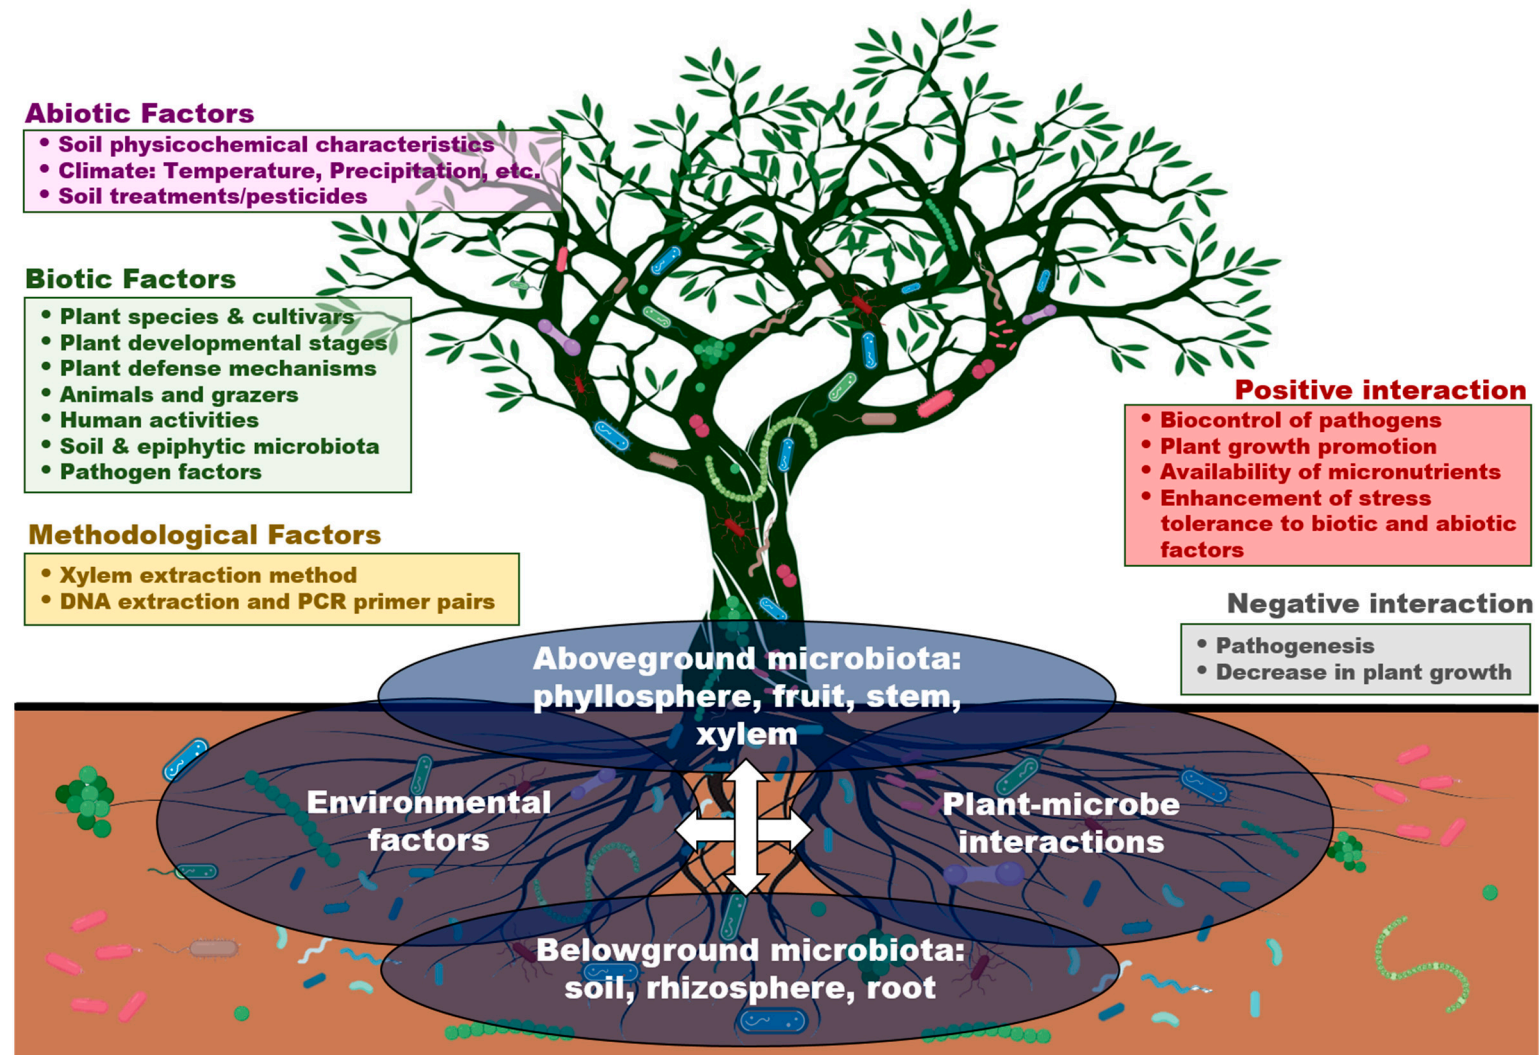 Abiotic Factors
• Soil physicochemical characteristics
• Climate: Temperature, Precipitation, etc.
• Soil treatments/pesticides
Biotic Factors
• Plant species & cultivars
• Plant developmental stages
• Plant defense mechanisms
• Animals and grazers
• Human activities
• Soil & epiphytic microbiota
• Pathogen factors
Methodological Factors
• Xylem extraction method
• DNA extraction and PCR primer pairs
Positive interaction
• Biocontrol of pathogens
• Plant growth promotion
• Availability of micronutrients
• Enhancement of stress
tolerance to biotic and abiotic
factors
Negative interaction
• Pathogenesis
• Decrease in plant growth
Aboveground microbiota:
phyllosphere, fruit, stem,
xylem
Environmental
factors
Plant-microbe
interactions
Belowground microbiota:
soil, rhizosphere, root